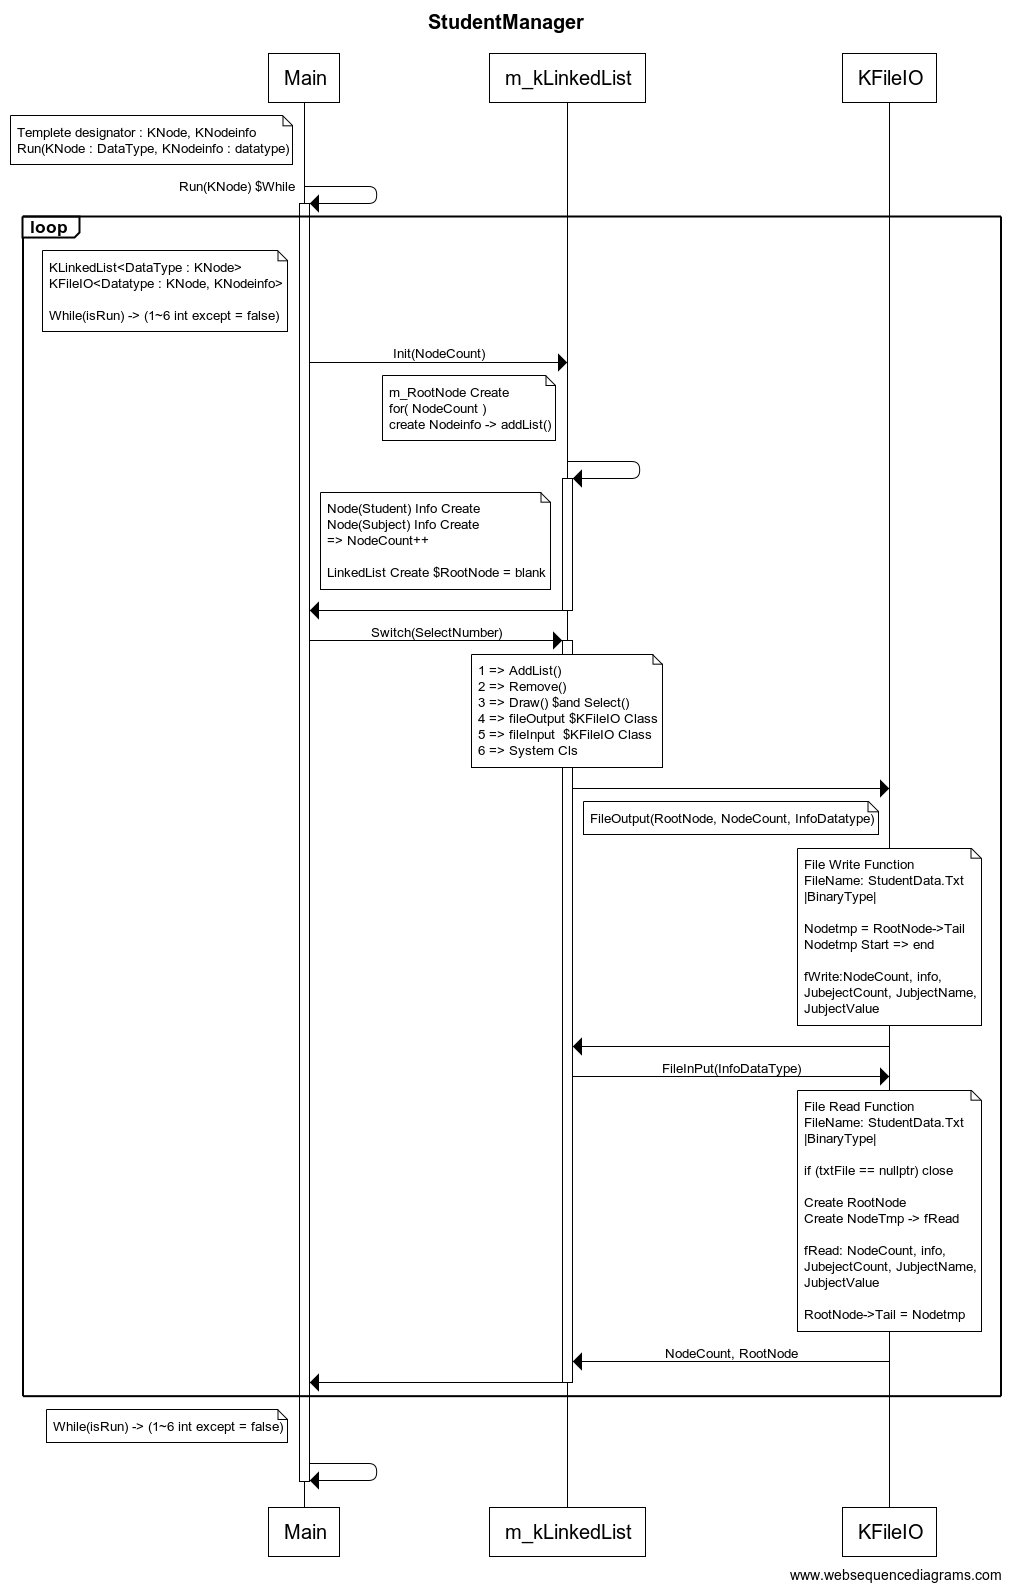 StudentManager
Main
m_kLinkedList
KFileIO
Templete designator : KNode, KNodeinfo
Run(KNode : DataType, KNodeinfo : datatype)
Run(KNode) $While
loop
KLinkedList<DataType : KNode>
KFileIO<Datatype : KNode, KNodeinfo>
While(isRun) -> (1~6 int except = false)
Init(NodeCount)
m_RootNode Create
for( NodeCount )
create Nodeinfo -> addList()
Node(Student) Info Create
Node(Subject) Info Create
=> NodeCount++
LinkedList Create $RootNode = blank
Switch(SelectNumber)
1 => AddList()
2 => Remove()
3 => Draw() $and Select()
4 => fileOutput $KFileIO Class
5 => fileInput  $KFileIO Class
6 => System Cls
FileOutput(RootNode, NodeCount, InfoDatatype)
File Write Function
FileName: StudentData.Txt
|BinaryType|
Nodetmp = RootNode->Tail
Nodetmp Start => end
fWrite:NodeCount, info,
JubejectCount, JubjectName,
JubjectValue
FileInPut(InfoDataType)
File Read Function
FileName: StudentData.Txt
|BinaryType|
if (txtFile == nullptr) close
Create RootNode
Create NodeTmp -> fRead
fRead: NodeCount, info,
JubejectCount, JubjectName,
JubjectValue
RootNode->Tail = Nodetmp
NodeCount, RootNode
While(isRun) -> (1~6 int except = false)
Main
m_kLinkedList
KFileIO
www.websequencediagrams.com